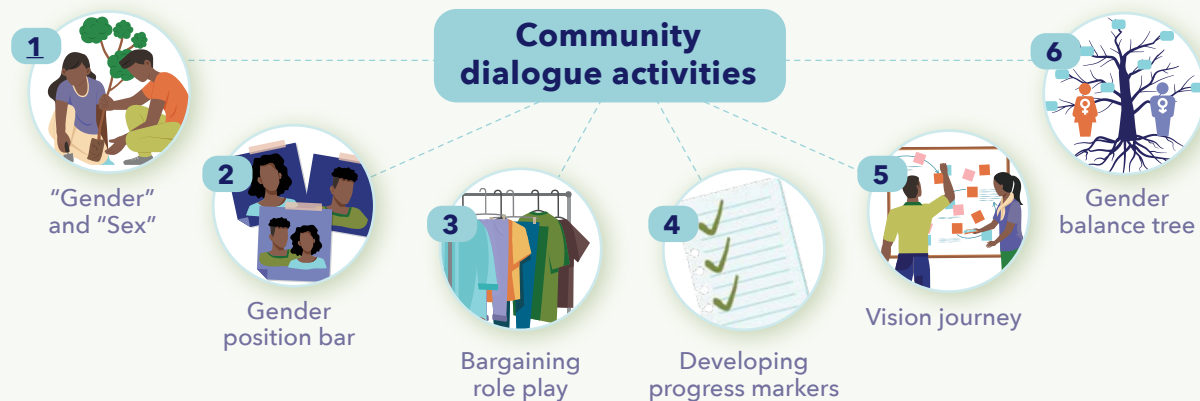 Community
dialogue activities
1
“Gender”
and “Sex”
2
Gender
position bar
3
Bargaining
role play
4
Developing
progress markers
5
Vision journey
6
Gender
balance tree